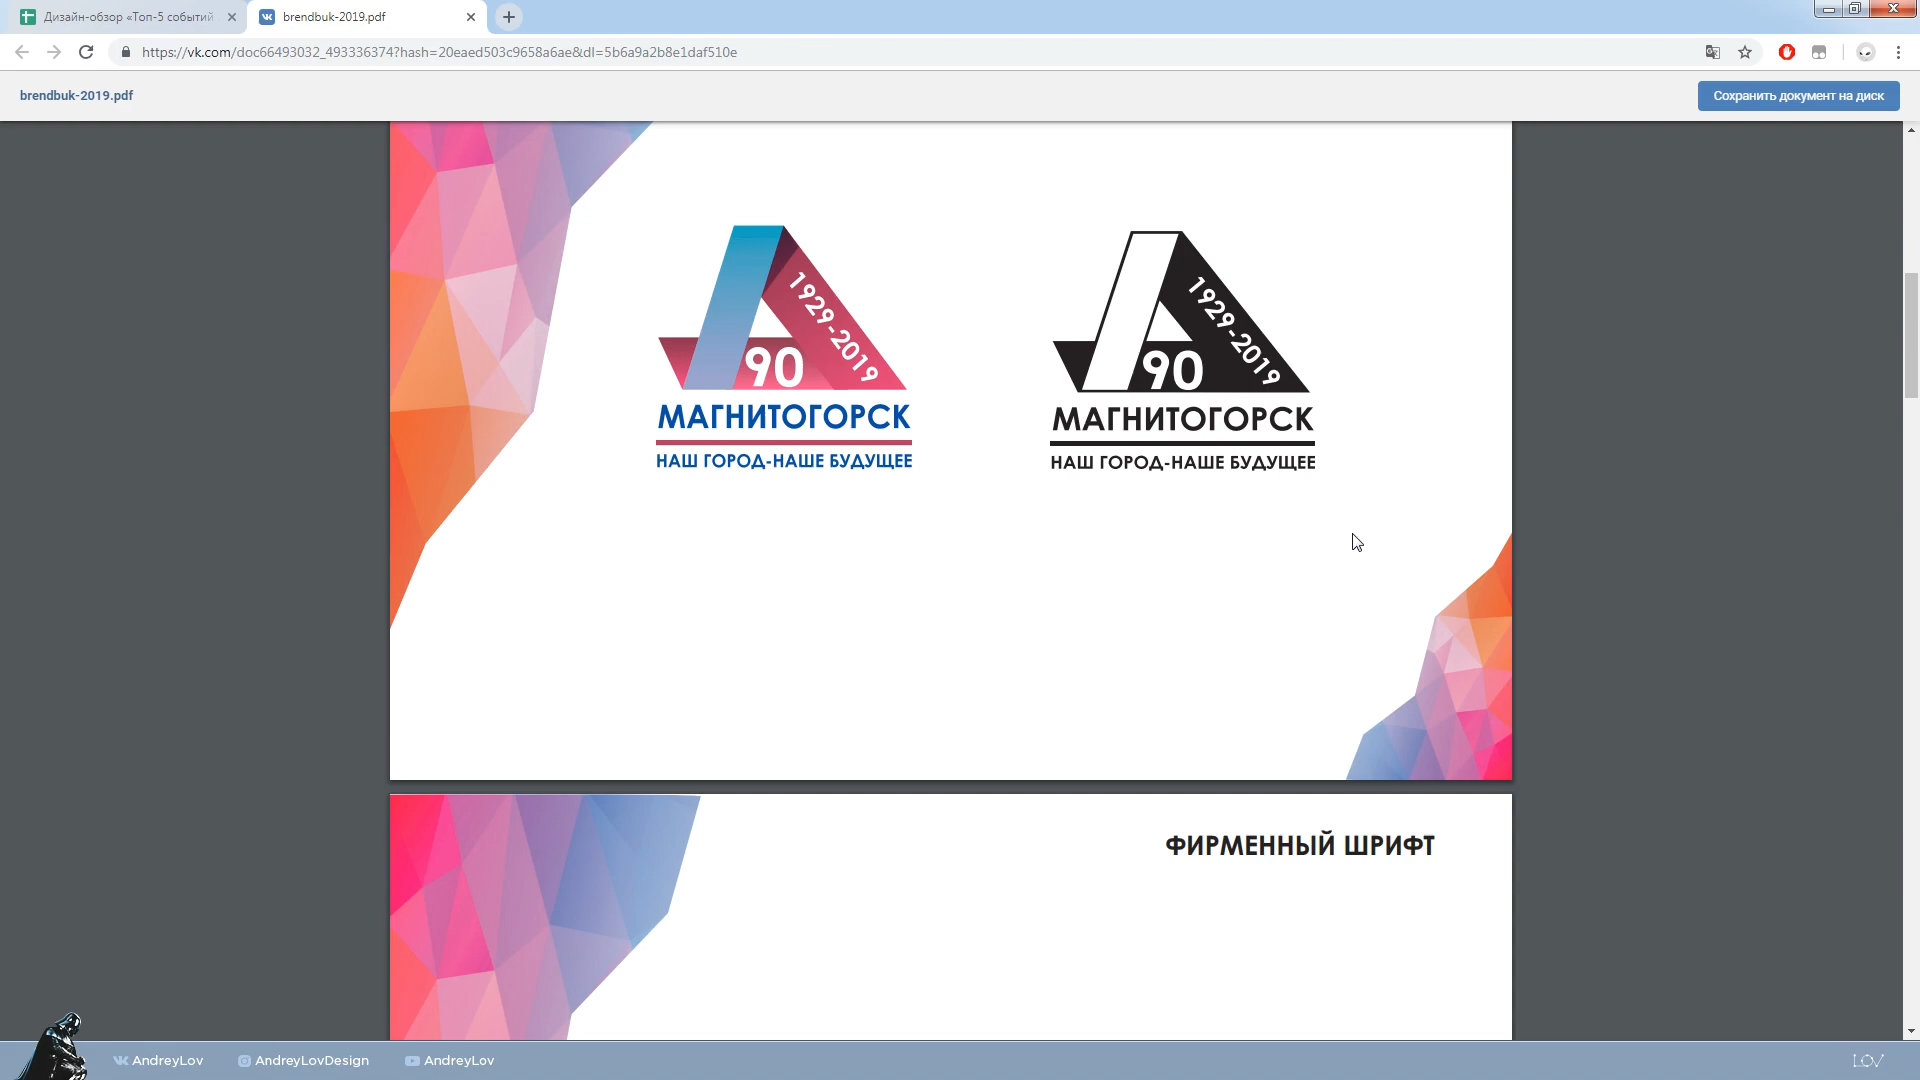 Дизайн-обзор «Топ-5 событий
brendbuk-2019.pdf
https://vk.com/doc66493032_493336374?hash=20eaed503c9658a6ae&dl=5b6a9a2b8e1daf510e
brendbuk-2019.pdf
Сохранить документ на диск
1929-2019
90
МАГНИТОГОРСК
НАШ ГОРОД-НАШЕ БУДУЩЕЕ
1929-2019
90
МАГНИТОГОРСК
НАШ ГОРОД-НАШЕ БУДУЩЕЕ
ФИРМЕННЫЙ ШРИФТ
AndreyLov
AndreyLovDesign
AndreyLov
LOV